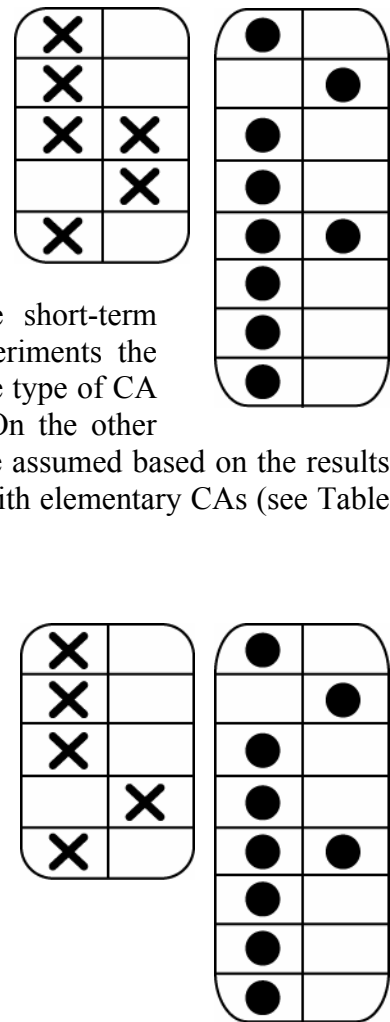 short-term
eriments the
e type of CA
On the other
e assumed based on the results
ith elementary CAs (see Table